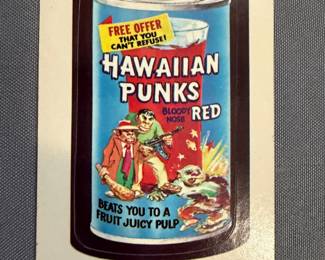 FREE OFFER
THAT YOU
CAN'T REFUSE!
HAWAIIAN
PUNKS
BLOODY
NOSE
RED
BEATS YOU TO A
FRUIT JUICY PULP